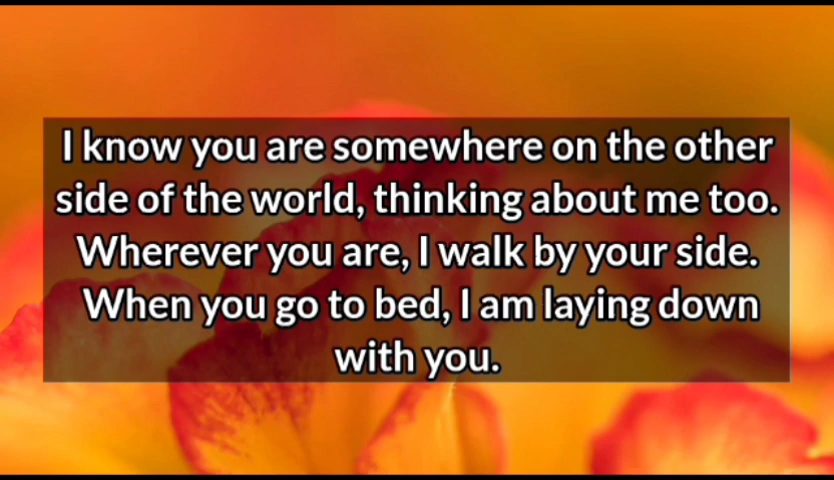 I know you are somewhere on the other
side of the world, thinking about me too.
Wherever you are, I walk by your side.
When you go to bed, I am laying down
with you.